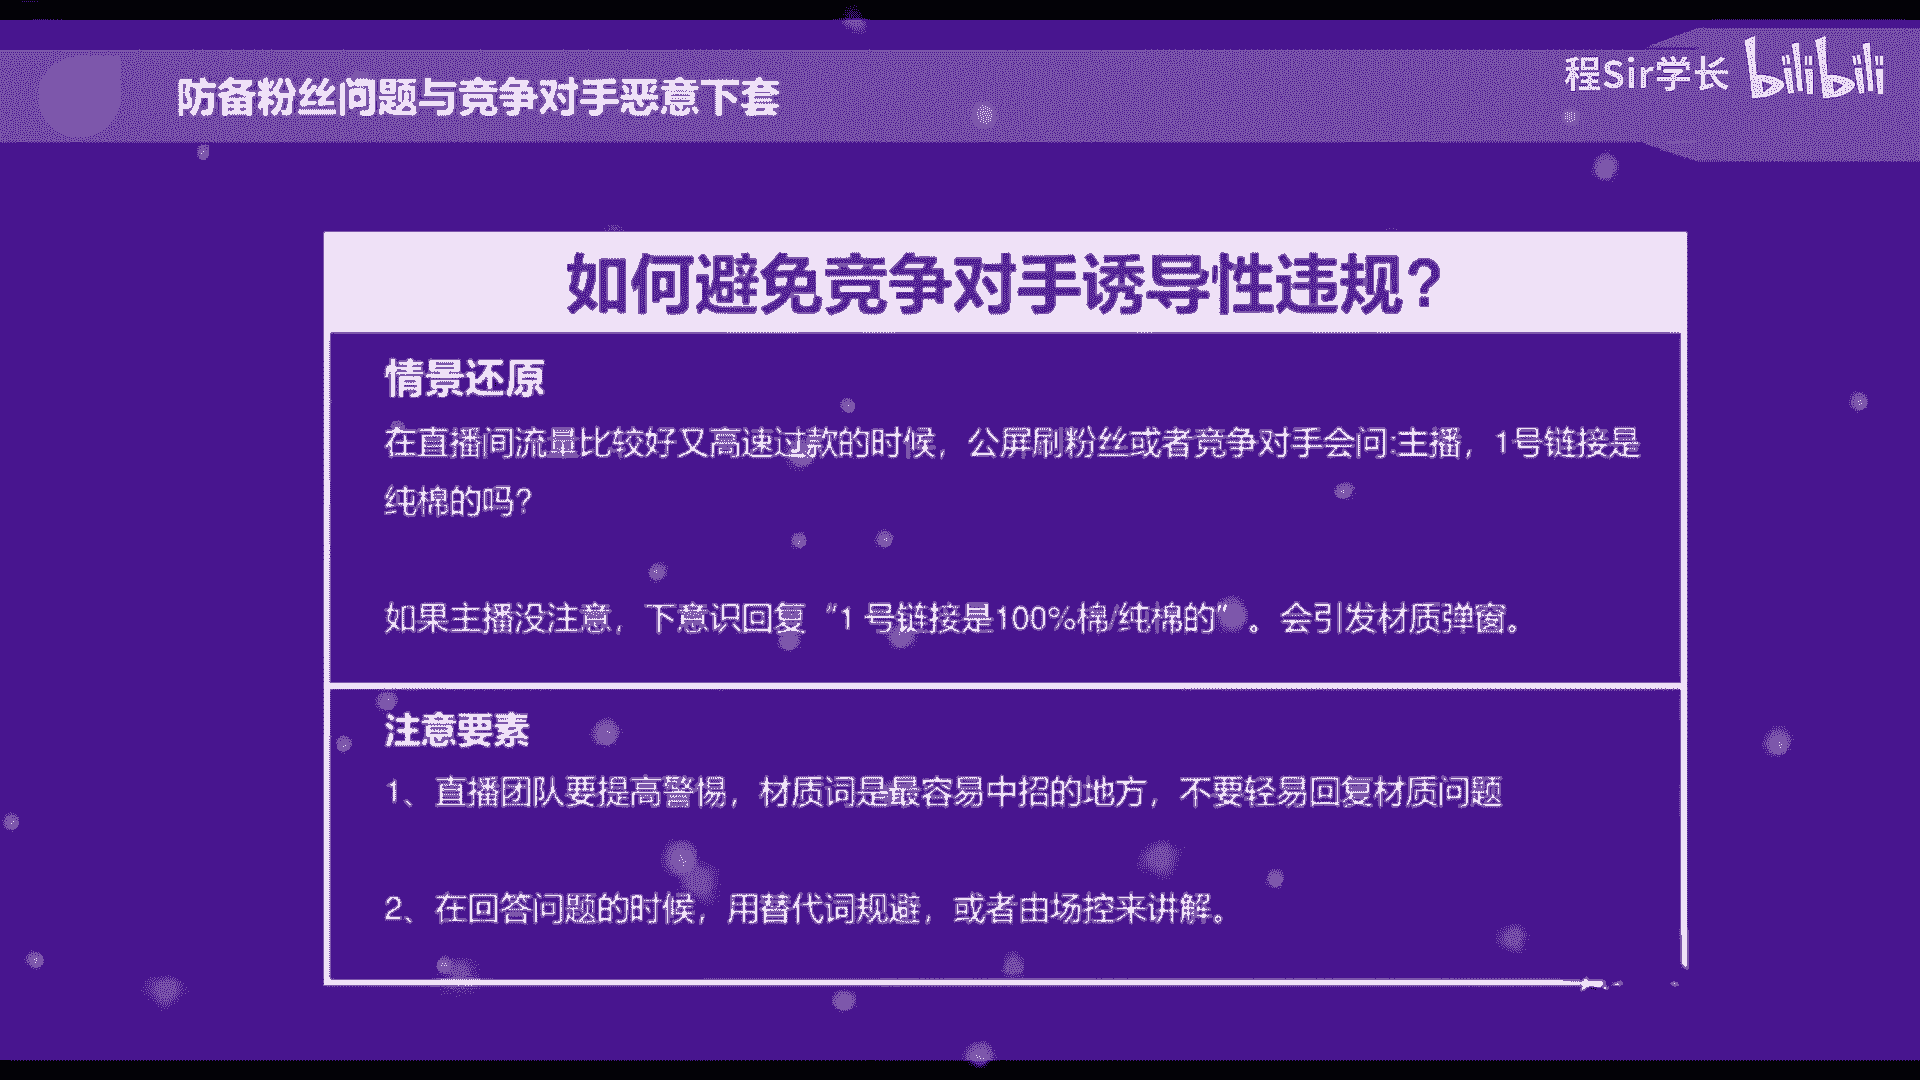 防备粉丝问题与竞争对手恶意下套
程Sir学长 bilibili
如何避免竞争对手诱导性违规?
情景还原
在直播间流量比较好又高速过款的时候，公屏刷粉丝或者竞争对手会问:主播，1号链接是
纯棉的吗?
如果主播没注意，下意识回复“1 号链接是100%棉/纯棉的”。会引发材质弹窗。
注意要素
1、直播团队要提高警惕，材质词是最容易中招的地方，不要轻易回复材质问题
2、在回答问题的时候，用替代词规避，或者由场控来讲解。